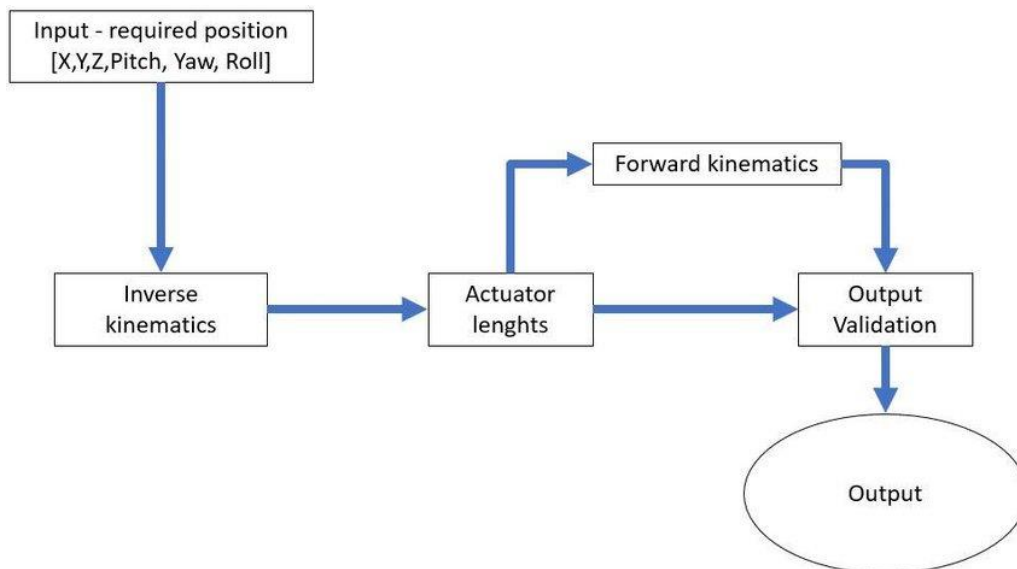 Input - required position
[X,Y,Z,Pitch, Yaw, Roll]
Forward kinematics
Inverse
kinematics
Actuator
lenghts
Output
Validation
Output